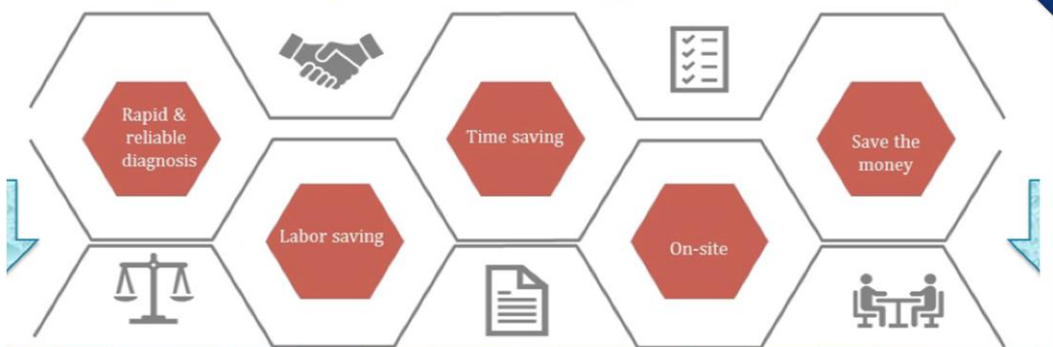 Rapid &
reliable
diagnosis
Labor saving
Time saving
On-site
Save the
money